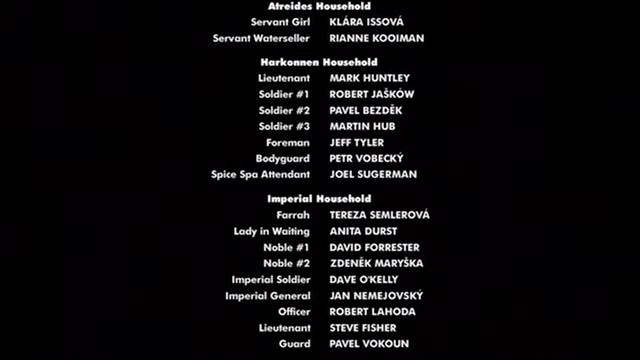 Atreides Household
Servant Girl KLÁRA ISSOVÁ
Servant Waterseller RIANNE KOOIMAN
Harkonnen Household
Lieutenant MARK HUNTLEY
Soldier #1 ROBERT JAŠKÓW
Soldier #2 PAVEL BEZDĚK
Soldier #3 MARTIN HUB
Foreman JEFF TYLER
Bodyguard PETR VOBECKÝ
Spice Spa Attendant JOEL SUGERMAN
Imperial Household
Farrah TEREZA SEMLEROVÁ
Lady in Waiting ANITA DURST
Noble #1 DAVID FORRESTER
Noble #2 ZDENĚK MARYŠKA
Imperial Soldier DAVE O'KELLY
Imperial General JAN NEMEJOVSKÝ
Officer ROBERT LAHODA
Lieutenant STEVE FISHER
Guard PAVEL VOKOUN